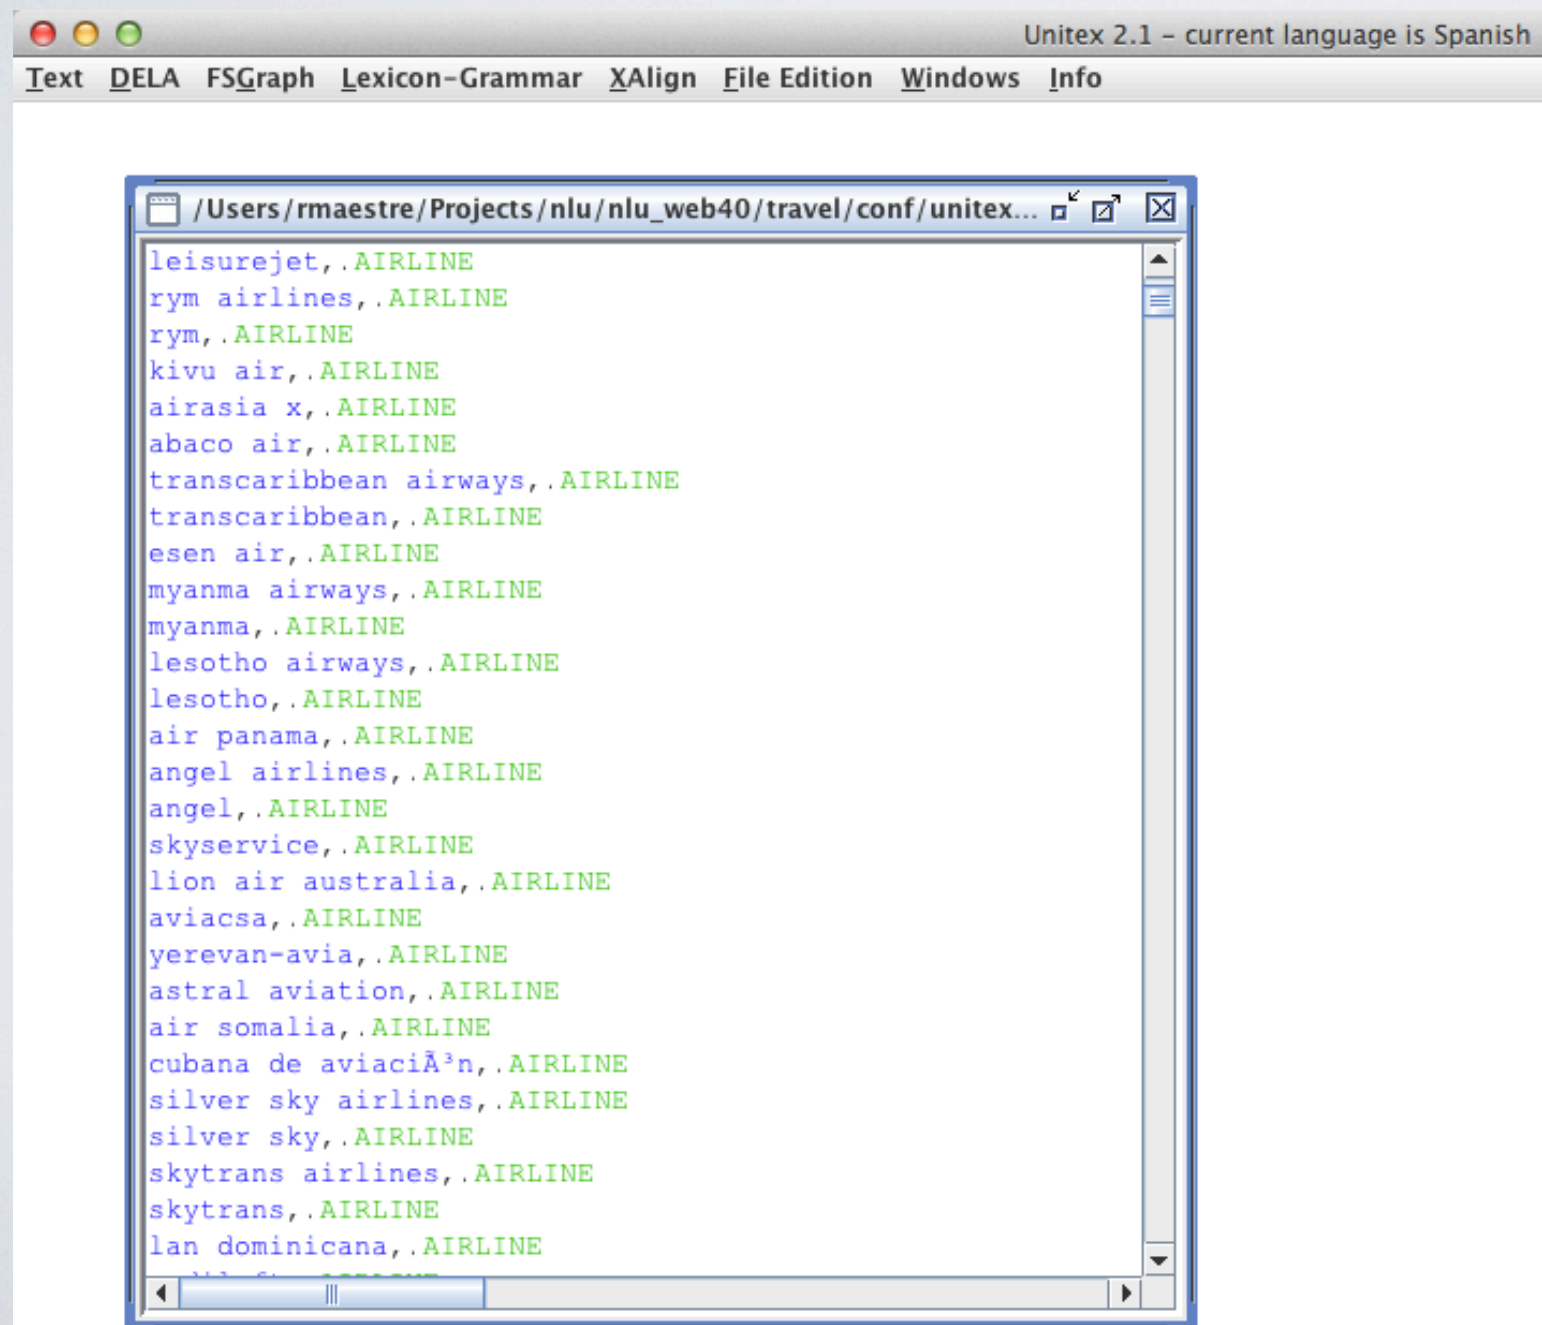 Unitex 2.1 - current language is Spanish
Text DELA FSGraph Lexicon-Grammar XAlign File Edition Windows Info
/Users/rmaestre/Projects/nlu/nlu_web40/travel/conf/unitex...
leisurejet,.AIRLINE
rym airlines,.AIRLINE
rym,.AIRLINE
kivu air,.AIRLINE
airasia x,.AIRLINE
abaco air,.AIRLINE
transcaribbean airways,.AIRLINE
transcaribbean,.AIRLINE
esen air,.AIRLINE
myanma airways,.AIRLINE
myanma,.AIRLINE
lesotho airways,.AIRLINE
lesotho,.AIRLINE
air panama,.AIRLINE
angel airlines,.AIRLINE
angel,.AIRLINE
skyservice,.AIRLINE
lion air australia,.AIRLINE
aviacsa,.AIRLINE
yerevan-avia,.AIRLINE
astral aviation,.AIRLINE
air somalia,.AIRLINE
cubana de aviaciÃ³n,.AIRLINE
silver sky airlines,.AIRLINE
silver sky,.AIRLINE
skytrans airlines,.AIRLINE
skytrans,.AIRLINE
lan dominicana,.AIRLINE